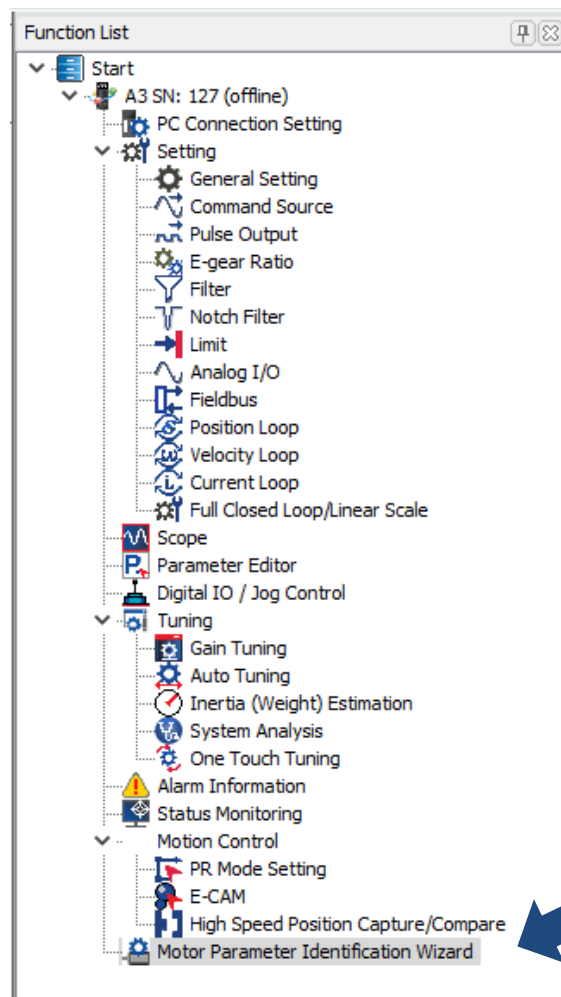 Function List
Start
A3 SN: 127 (offline)
PC Connection Setting
Setting
General Setting
Command Source
Pulse Output
E-gear Ratio
Filter
Notch Filter
Limit
Analog I/O
Fieldbus
Position Loop
Velocity Loop
Current Loop
Full Closed Loop/Linear Scale
Scope
Parameter Editor
Digital IO / Jog Control
Tuning
Gain Tuning
Auto Tuning
Inertia (Weight) Estimation
System Analysis
One Touch Tuning
Alarm Information
Status Monitoring
Motion Control
PR Mode Setting
E-CAM
High Speed Position Capture/Compare
Motor Parameter Identification Wizard